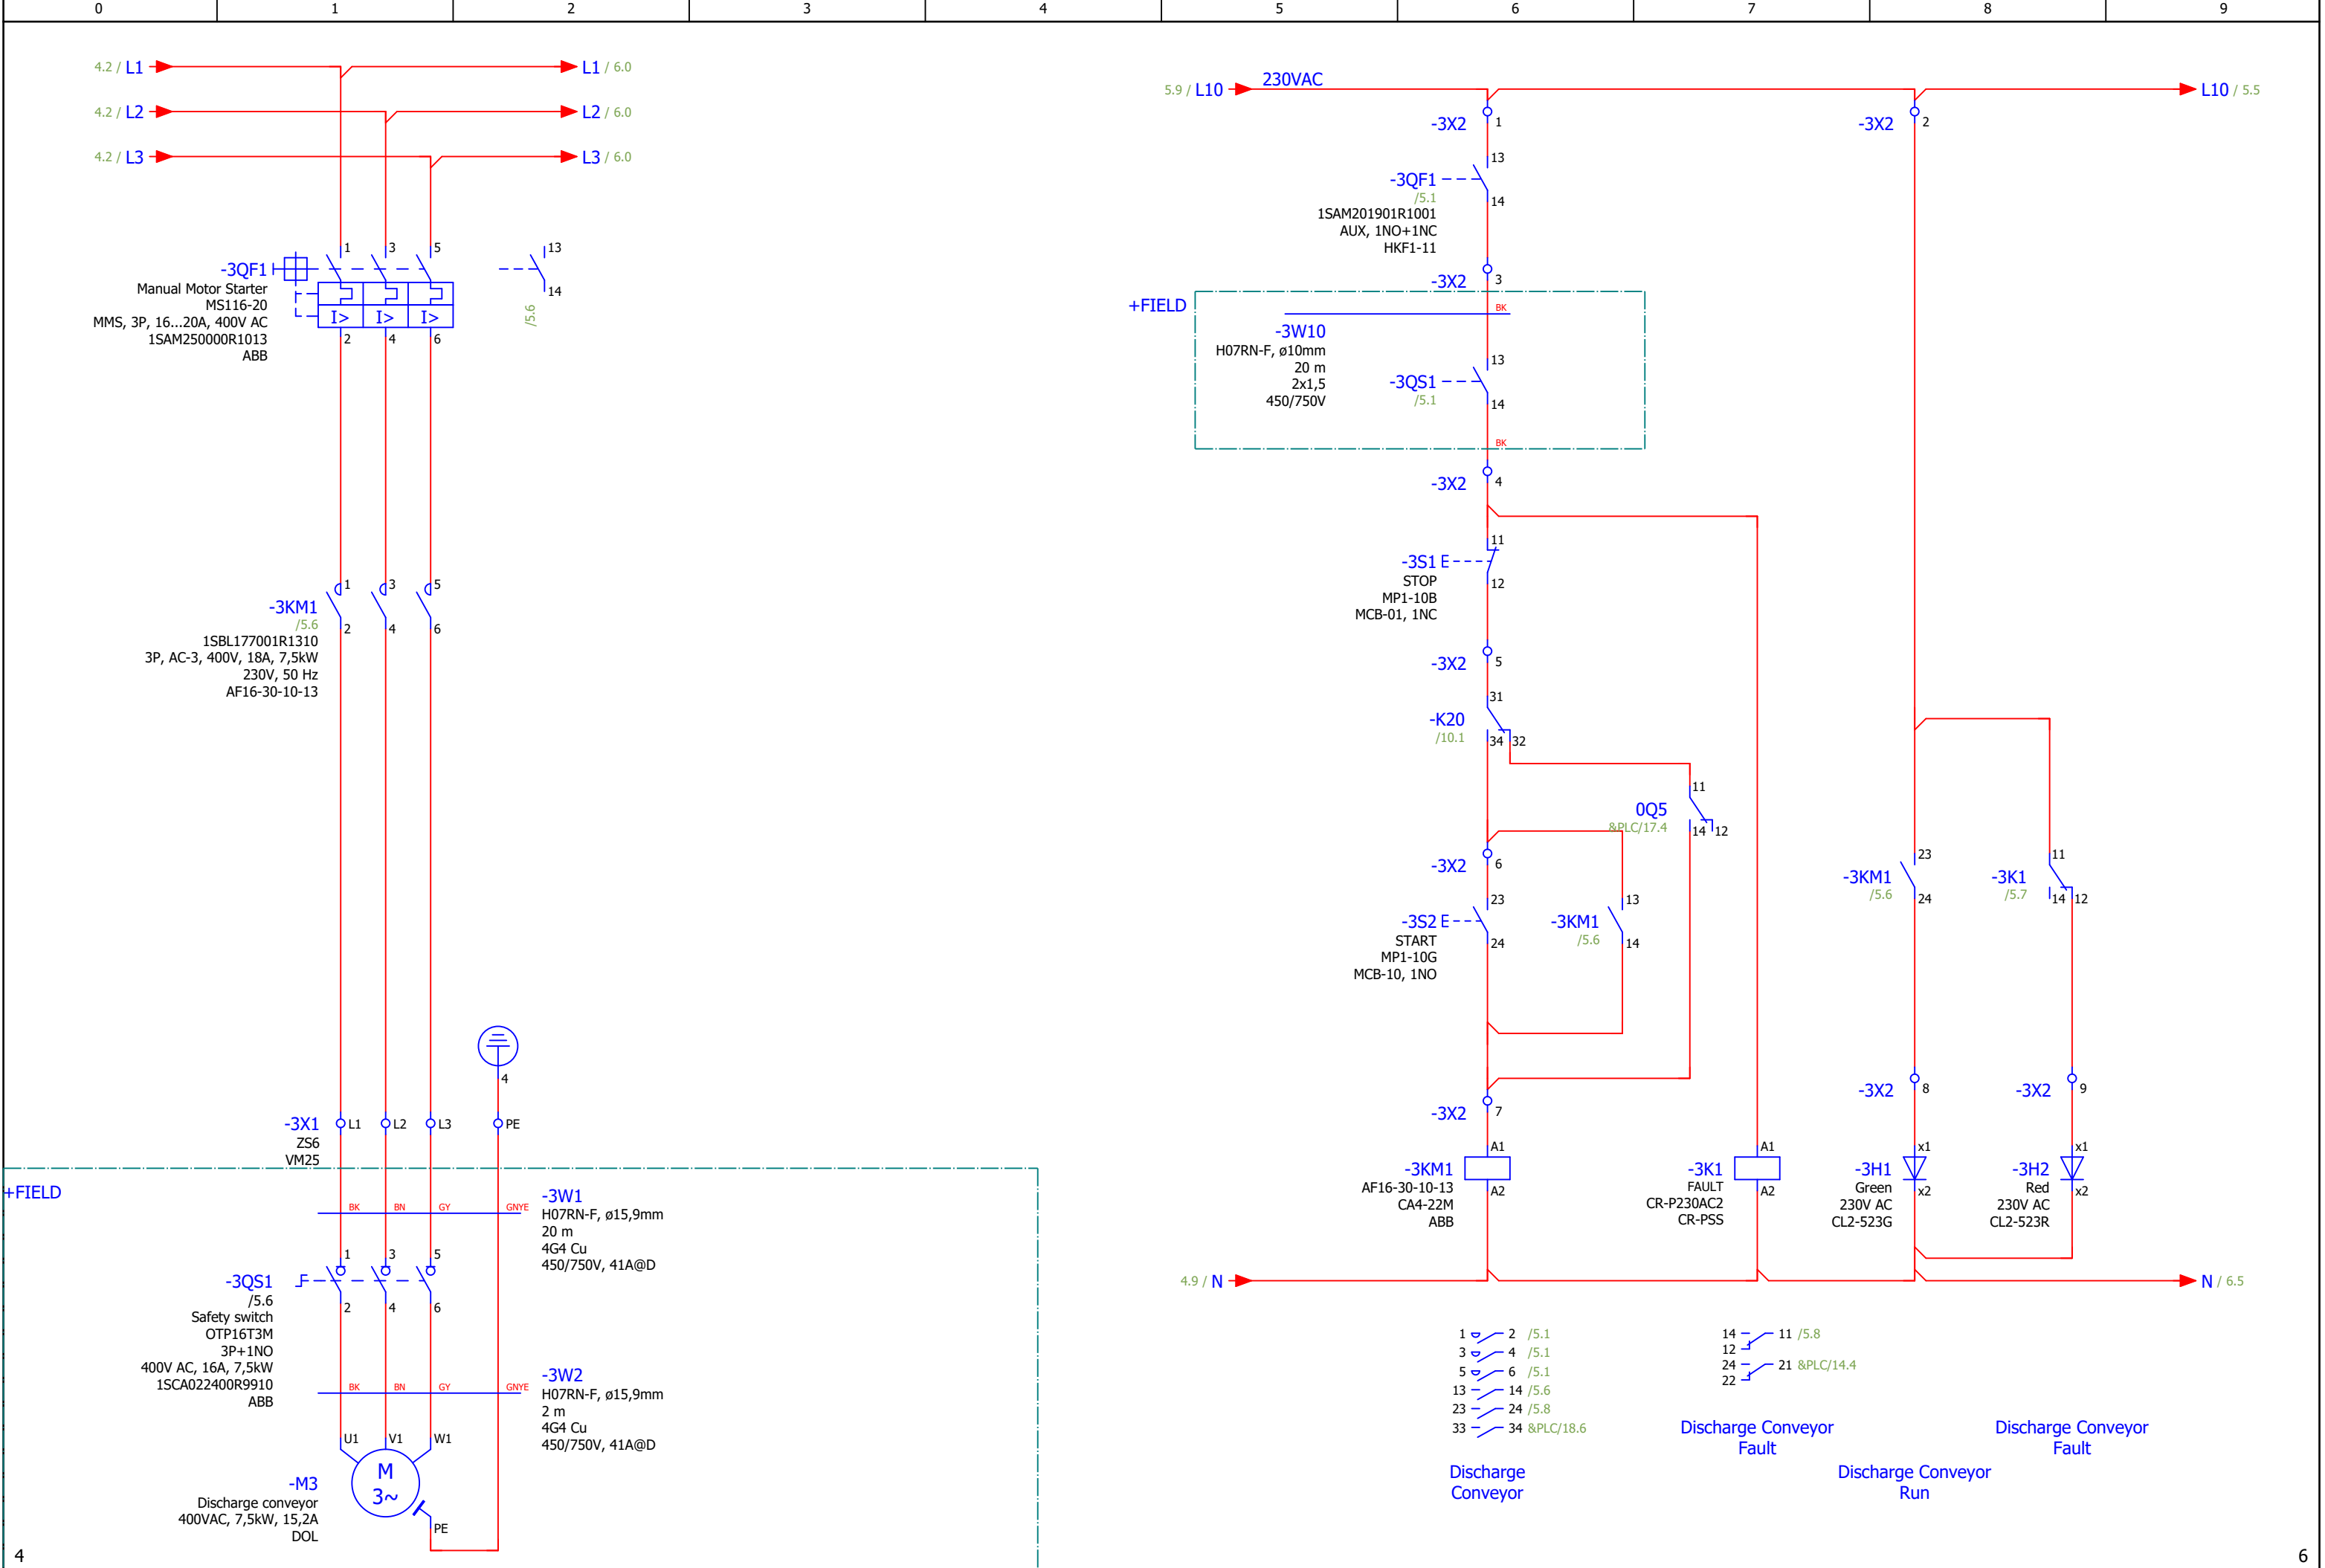 0 1 2 3 4 5 6 7 8 9
4.2 / L1
L1 / 6.0
4.2 / L2
L2 / 6.0
4.2 / L3
L3 / 6.0
1 3 5
13
-3QF1
14
/5.6
Manual Motor Starter
MS116-20
MMS, 3P, 16...20A, 400V AC
1SAM250000R1013
ABB
I> I> I>
2 4 6
1 3 5
-3KM1
/5.6
2 4 6
1SBL177001R1310
3P, AC-3, 400V, 18A, 7,5kW
230V, 50 Hz
AF16-30-10-13
4
-3X1
L1 L2 L3 PE
ZS6
VM25
+FIELD
BK BN GY GNYE
-3W1
H07RN-F, ø15,9mm
20 m
4G4 Cu
450/750V, 41A@D
1 3 5
-3QS1
/5.6
2 4 6
Safety switch
OTP16T3M
3P+1NO
400V AC, 16A, 7,5kW
1SCA022400R9910
ABB
BK BN GY GNYE
-3W2
H07RN-F, ø15,9mm
2 m
4G4 Cu
450/750V, 41A@D
U1 V1 W1
M
3~
-M3
Discharge conveyor
400VAC, 7,5kW, 15,2A
DOL
PE
4
5.9 / L10
230VAC
L10 / 5.5
-3X2
1
-3X2
2
13
-3QF1
/5.1
14
1SAM201901R1001
AUX, 1NO+1NC
HKF1-11
-3X2
3
+FIELD
BK
-3W10
H07RN-F, ø10mm
20 m
2x1,5
450/750V
13
-3QS1
/5.1
14
BK
-3X2
4
11
-3S1
E
12
STOP
MP1-10B
MCB-01, 1NC
-3X2
5
31
-K20
/10.1
34 32
11
0Q5
&PLC/17.4
14 12
-3X2
6
23
-3S2
E
24
START
MP1-10G
MCB-10, 1NO
13
-3KM1
/5.6
14
23
-3KM1
/5.6
24
11
-3K1
/5.7
14 12
-3X2
7
-3X2
8
-3X2
9
A1
-3KM1
A2
AF16-30-10-13
CA4-22M
ABB
A1
-3K1
A2
FAULT
CR-P230AC2
CR-PSS
x1
-3H1
x2
Green
230V AC
CL2-523G
x1
-3H2
x2
Red
230V AC
CL2-523R
4.9 / N
N / 6.5
1 2 /5.1
3 4 /5.1
5 6 /5.1
13 14 /5.6
23 24 /5.8
33 34 &PLC/18.6
14 11 /5.8
12
24 21 &PLC/14.4
22
Discharge
Conveyor
Discharge Conveyor
Fault
Discharge Conveyor
Run
Discharge Conveyor
Fault
6